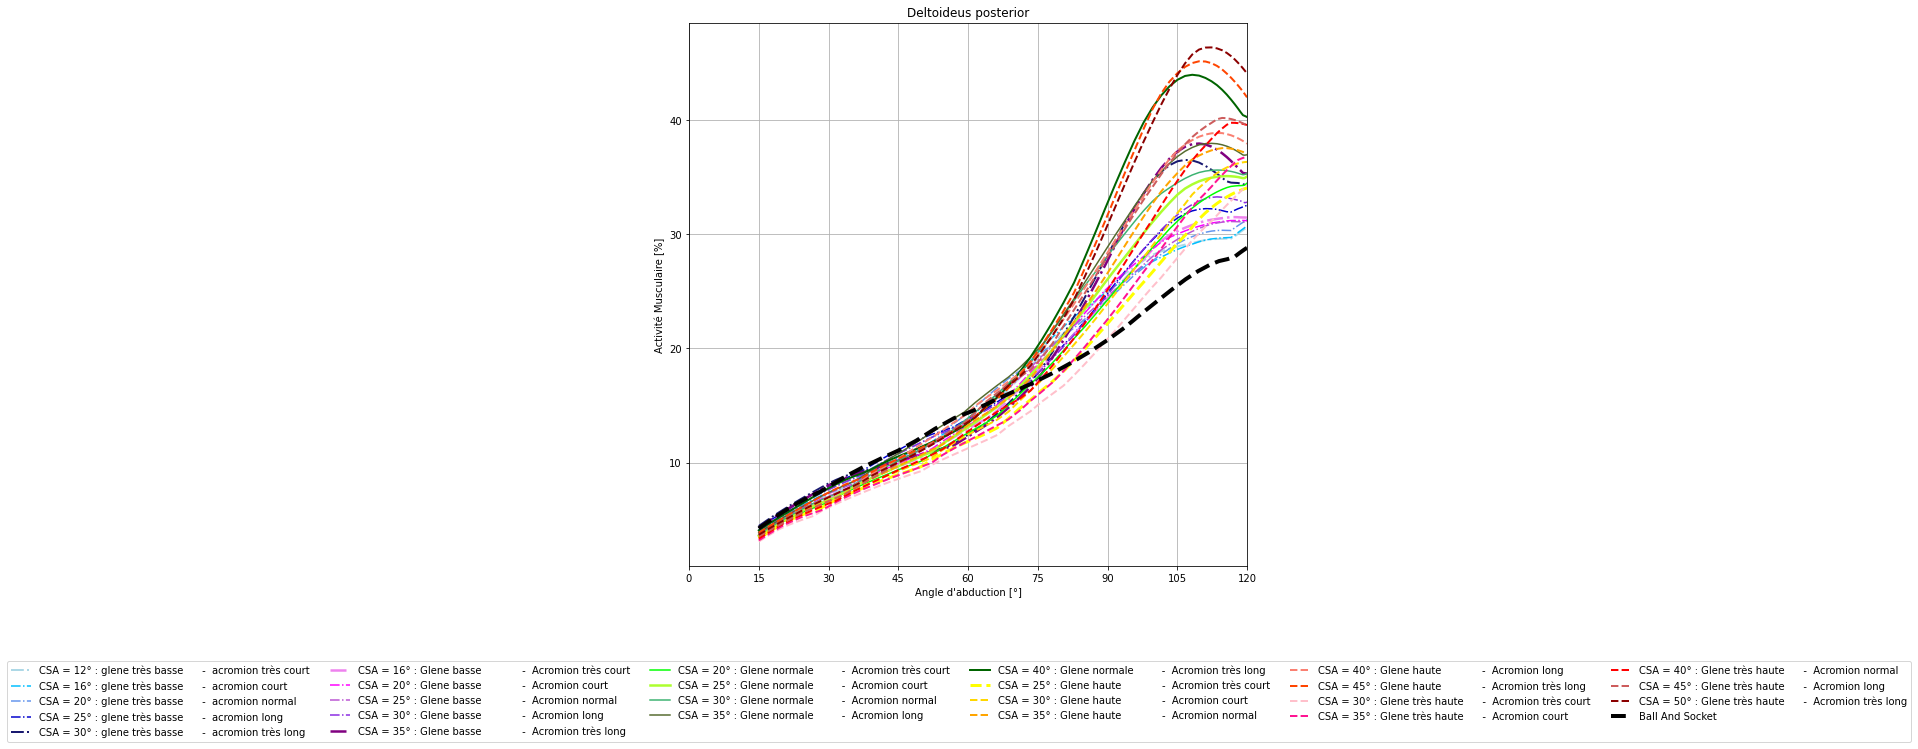 Deltoideus posterior
Activité Musculaire [%]
40
30
20
10
0 15 30 45 60 75 90 105 120
Angle d'abduction [°]
CSA = 12° : glene très basse - acromion très court
CSA = 16° : glene très basse - acromion court
CSA = 20° : glene très basse - acromion normal
CSA = 25° : glene très basse - acromion long
CSA = 30° : glene très basse - acromion très long
CSA = 16° : Glene basse - Acromion très court
CSA = 20° : Glene basse - Acromion court
CSA = 25° : Glene basse - Acromion normal
CSA = 30° : Glene basse - Acromion long
CSA = 35° : Glene basse - Acromion très long
CSA = 20° : Glene normale - Acromion très court
CSA = 25° : Glene normale - Acromion court
CSA = 30° : Glene normale - Acromion normal
CSA = 35° : Glene normale - Acromion long
CSA = 40° : Glene normale - Acromion très long
CSA = 25° : Glene haute - Acromion très court
CSA = 30° : Glene haute - Acromion court
CSA = 35° : Glene haute - Acromion normal
CSA = 40° : Glene haute - Acromion long
CSA = 45° : Glene haute - Acromion très long
CSA = 30° : Glene très haute - Acromion très court
CSA = 35° : Glene très haute - Acromion court
CSA = 40° : Glene très haute - Acromion normal
CSA = 45° : Glene très haute - Acromion long
CSA = 50° : Glene très haute - Acromion très long
Ball And Socket